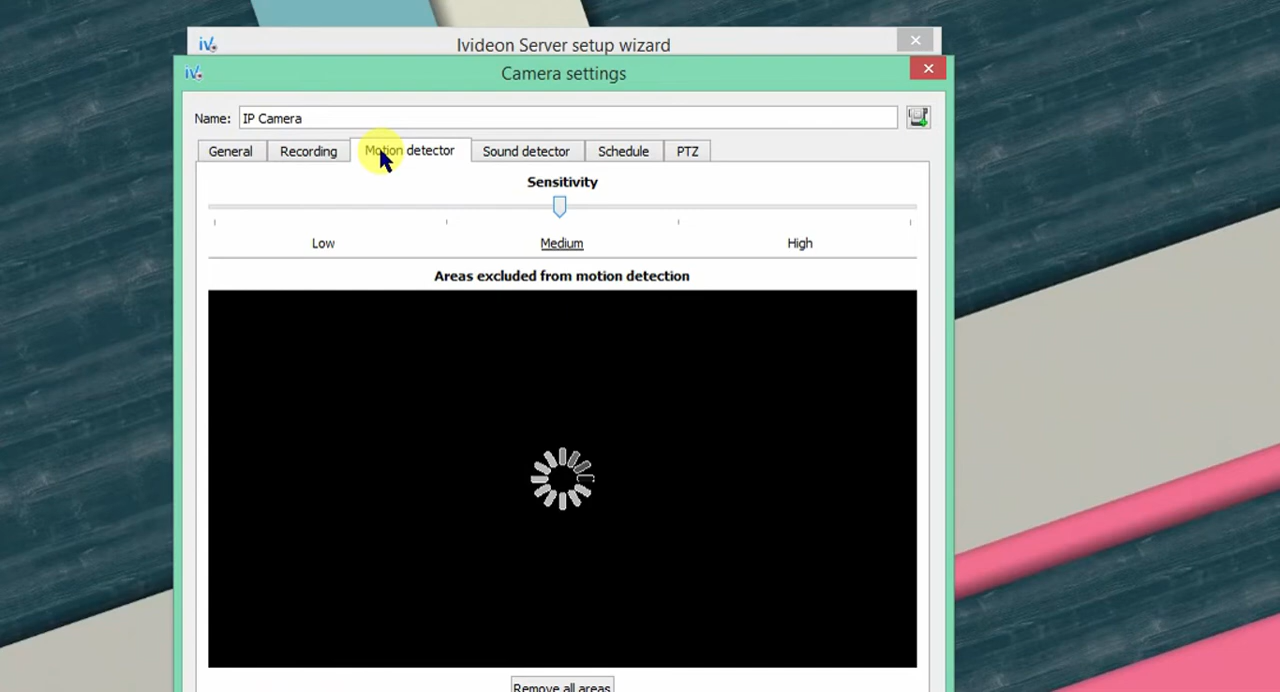 iv
Ivideon Server setup wizard
iv
Camera settings
Name: IP Camera
General Recording Motion detector Sound detector Schedule PTZ
Sensitivity
Low Medium High
Areas excluded from motion detection
Remove all areas